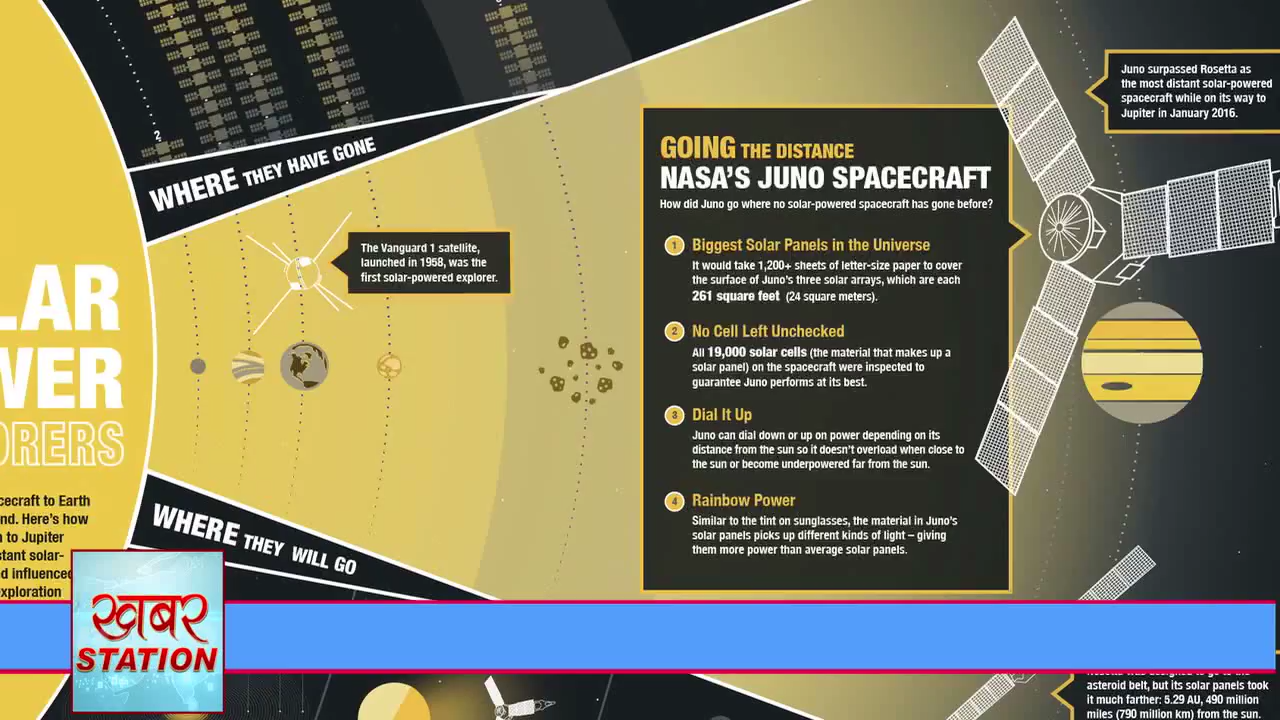 2
WHERE THEY HAVE GONE
The Vanguard 1 satellite,
launched in 1958, was the
first solar-powered explorer.
LAR
WER
ORERS
cecraft to Earth
nd. Here's how
n to Jupiter
stant solar-
d influenced
xploration
WHERE THEY WILL GO
GOING THE DISTANCE
NASA'S JUNO SPACECRAFT
How did Juno go where no solar-powered spacecraft has gone before?
1 Biggest Solar Panels in the Universe
It would take 1,200+ sheets of letter-size paper to cover
the surface of Juno's three solar arrays, which are each
261 square feet (24 square meters).
2 No Cell Left Unchecked
All 19,000 solar cells (the material that makes up a
solar panel) on the spacecraft were inspected to
guarantee Juno performs at its best.
3 Dial It Up
Juno can dial down or up on power depending on its
distance from the sun so it doesn't overload when close to
the sun or become underpowered far from the sun.
4 Rainbow Power
Similar to the tint on sunglasses, the material in Juno's
solar panels picks up different kinds of light – giving
them more power than average solar panels.
Juno surpassed Rosetta as
the most distant solar-powered
spacecraft while on its way to
Jupiter in January 2016.
खबर
STATION
asteroid belt, but its solar panels took
it much farther: 5.29 AU, 490 million
miles (790 million km) from the sun.